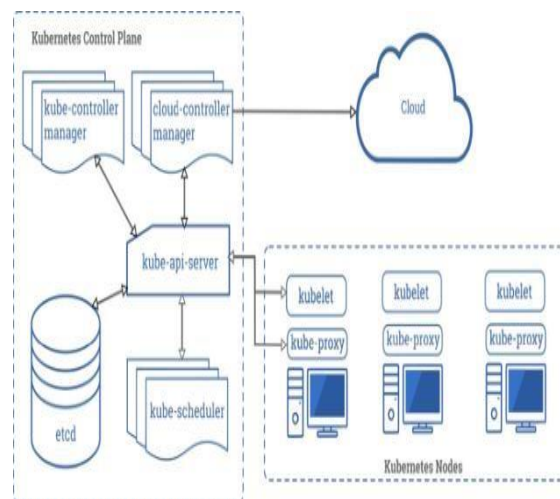 Kubernetes Control Plane
kube-controller
manager
cloud-controller
manager
Cloud
kube-api-server
kubelet
kubelet
kubelet
kube-proxy
kube-proxy
kube-proxy
etcd
kube-scheduler
Kubernetes Nodes